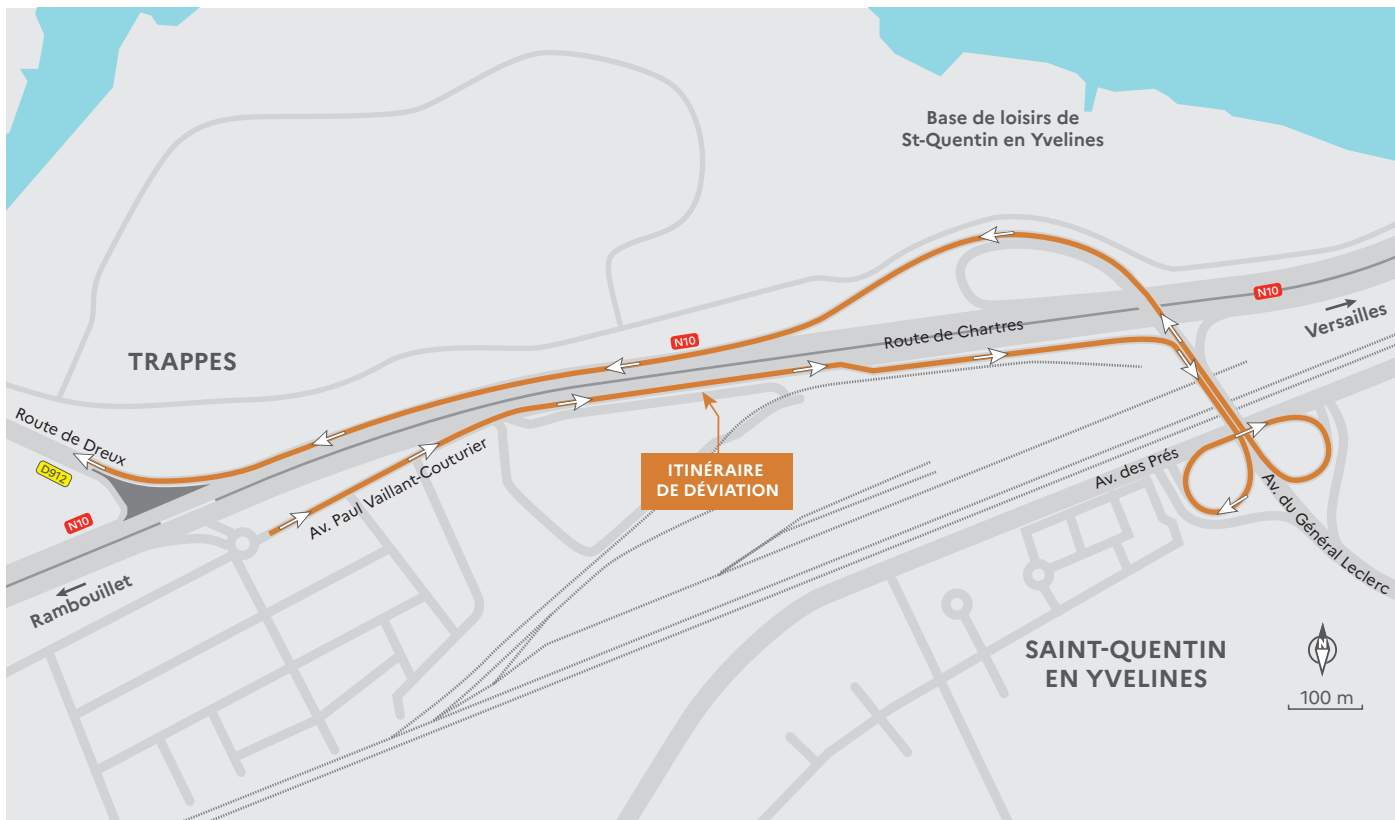 Base de loisirs de
St-Quentin en Yvelines
N10
Versailles
Route de Chartres
N10
TRAPPES
Route de Dreux
D912
N10
Rambouillet
Av. Paul Vaillant-Couturier
ITINÉRAIRE
DE DÉVIATION
Av. des Prés
Av. du Général Leclerc
SAINT-QUENTIN
EN YVELINES
N
100 m